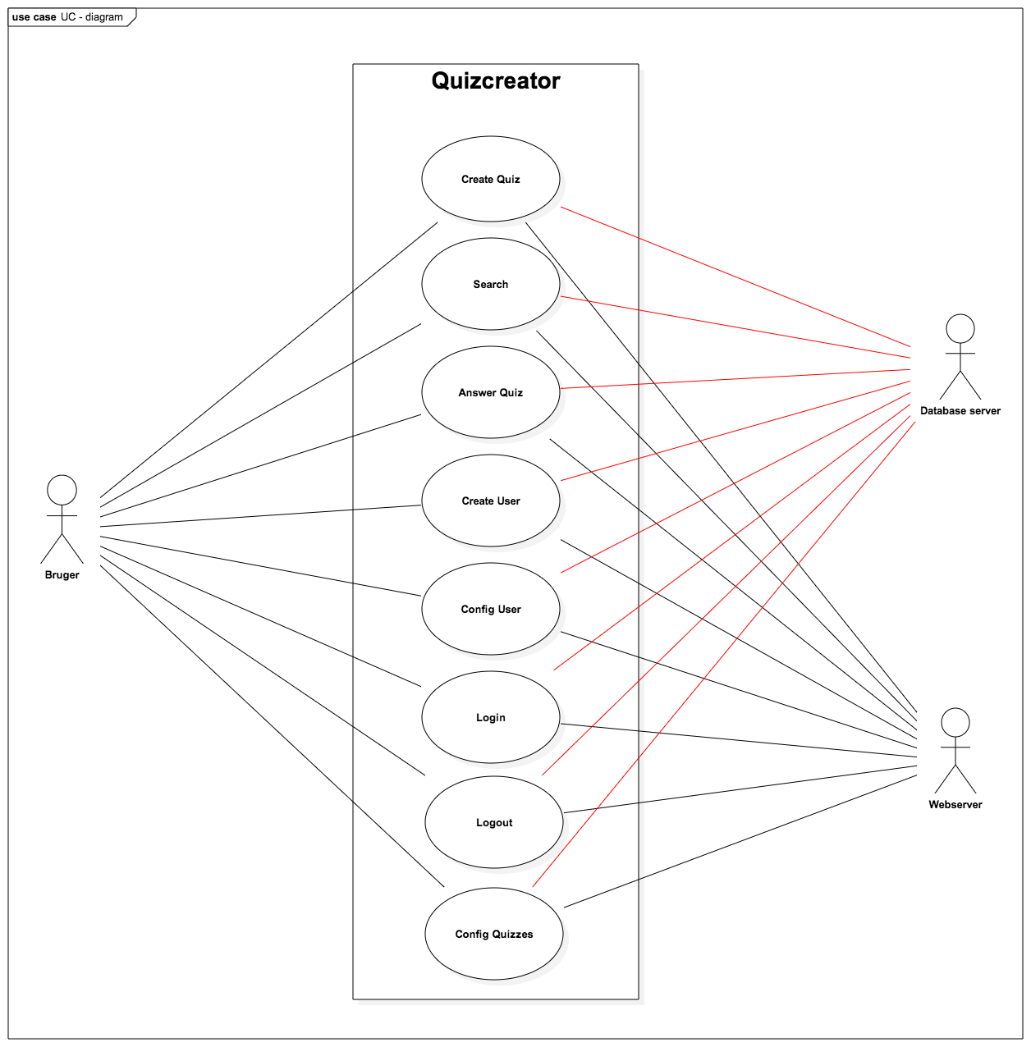 use case UC - diagram
Quizcreator
Create Quiz
Search
Answer Quiz
Create User
Config User
Login
Logout
Config Quizzes
Bruger
Database server
Webserver